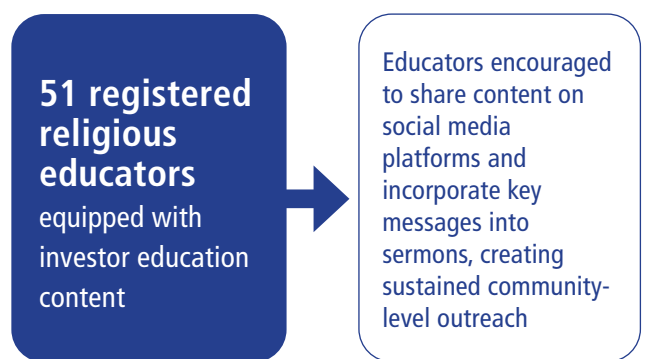 51 registered
religious
educators
equipped with
investor education
content
Educators encouraged
to share content on
social media
platforms and
incorporate key
messages into
sermons, creating
sustained community-
level outreach